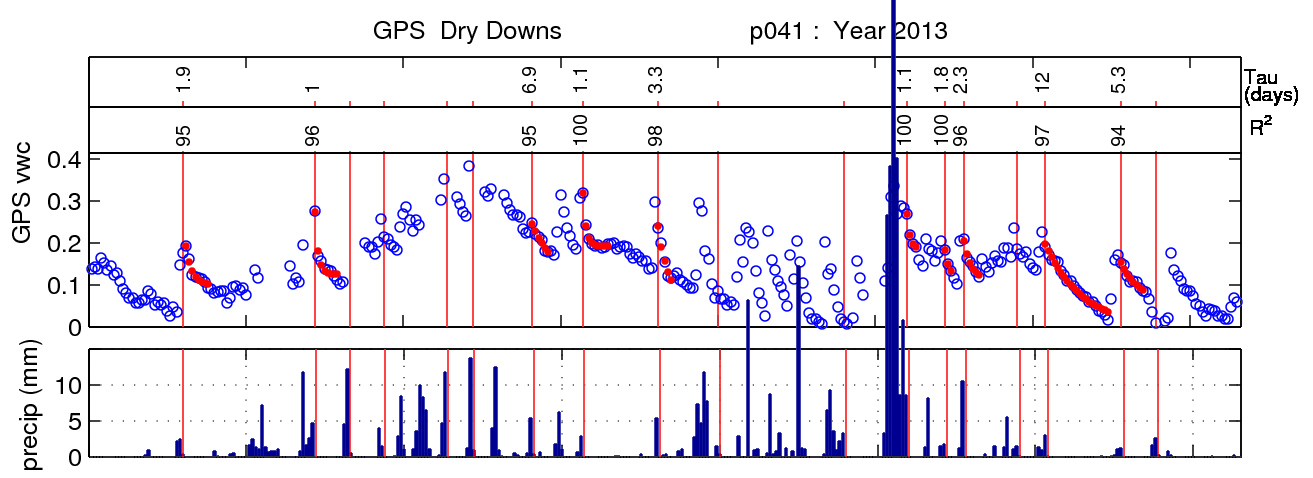 GPS Dry Downs p041 : Year 2013
1.9 1 6.9 1.1 3.3 1.1 1.8 2.3 12 5.3 Tau
(days)
95 96 95 100 98 100 100 96 97 94 R²
GPS vwc
0.4
0.3
0.2
0.1
0
precip (mm)
10
5
0